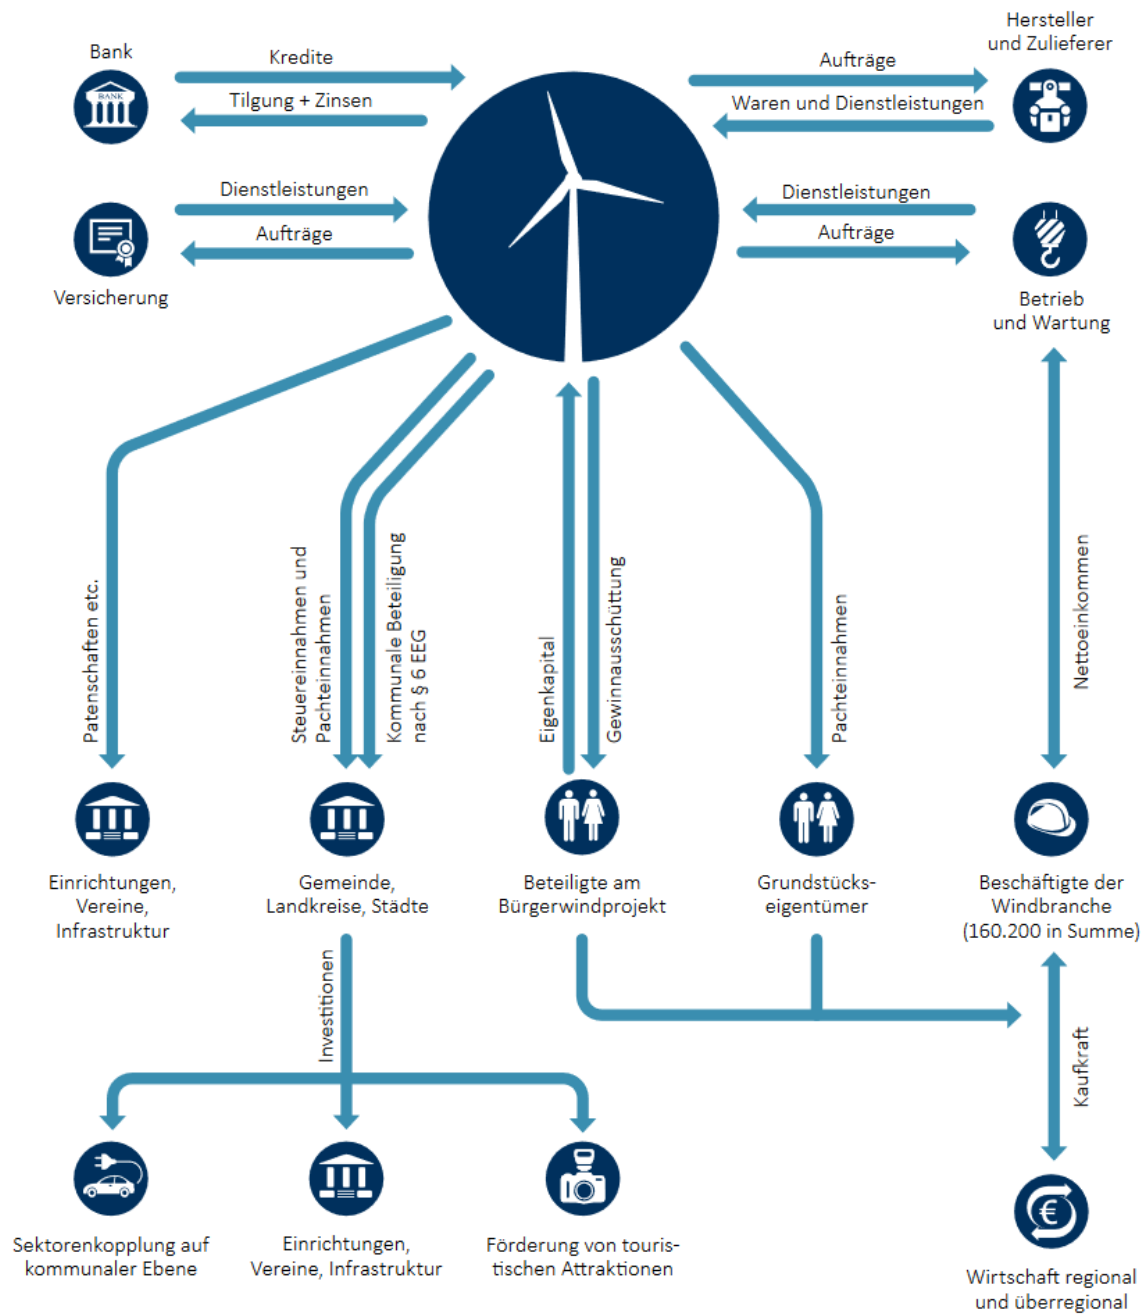 Bank
BANK
Kredite
Tilgung + Zinsen
Aufträge
Waren und Dienstleistungen
Hersteller
und Zulieferer
Dienstleistungen
Aufträge
Versicherung
Dienstleistungen
Aufträge
Betrieb
und Wartung
Patenschaften etc.
Steuereinnahmen und
Pachteinnahmen
Kommunale Beteiligung
nach § 6 EEG
Eigenkapital
Gewinnausschüttung
Pachteinnahmen
Nettoeinkommen
Einrichtungen,
Vereine,
Infrastruktur
Gemeinde,
Landkreise, Städte
Beteiligte am
Bürgerwindprojekt
Grundstücks-
eigentümer
Beschäftigte der
Windbranche
(160.200 in Summe)
Investitionen
Kaufkraft
€
Sektorenkopplung auf
kommunaler Ebene
Einrichtungen,
Vereine, Infrastruktur
Förderung von touris-
tischen Attraktionen
Wirtschaft regional
und überregional